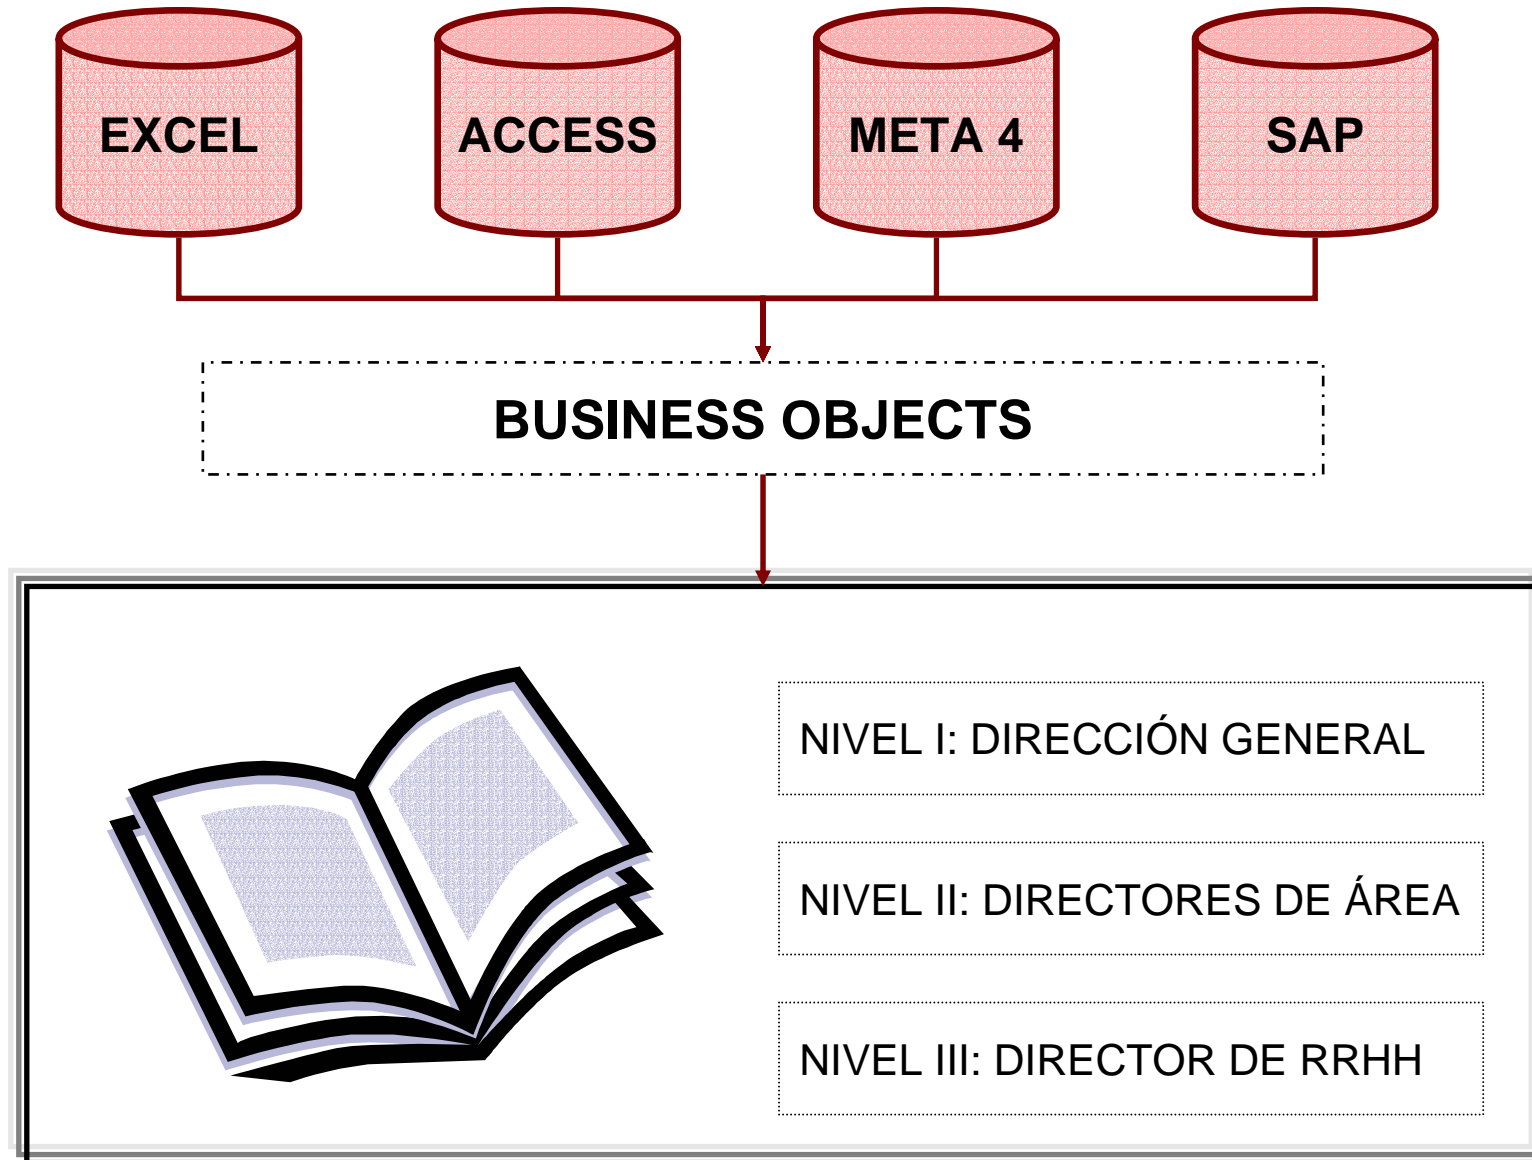 EXCEL
ACCESS
META 4
SAP
BUSINESS OBJECTS
NIVEL I: DIRECCIÓN GENERAL
NIVEL II: DIRECTORES DE ÁREA
NIVEL III: DIRECTOR DE RRHH